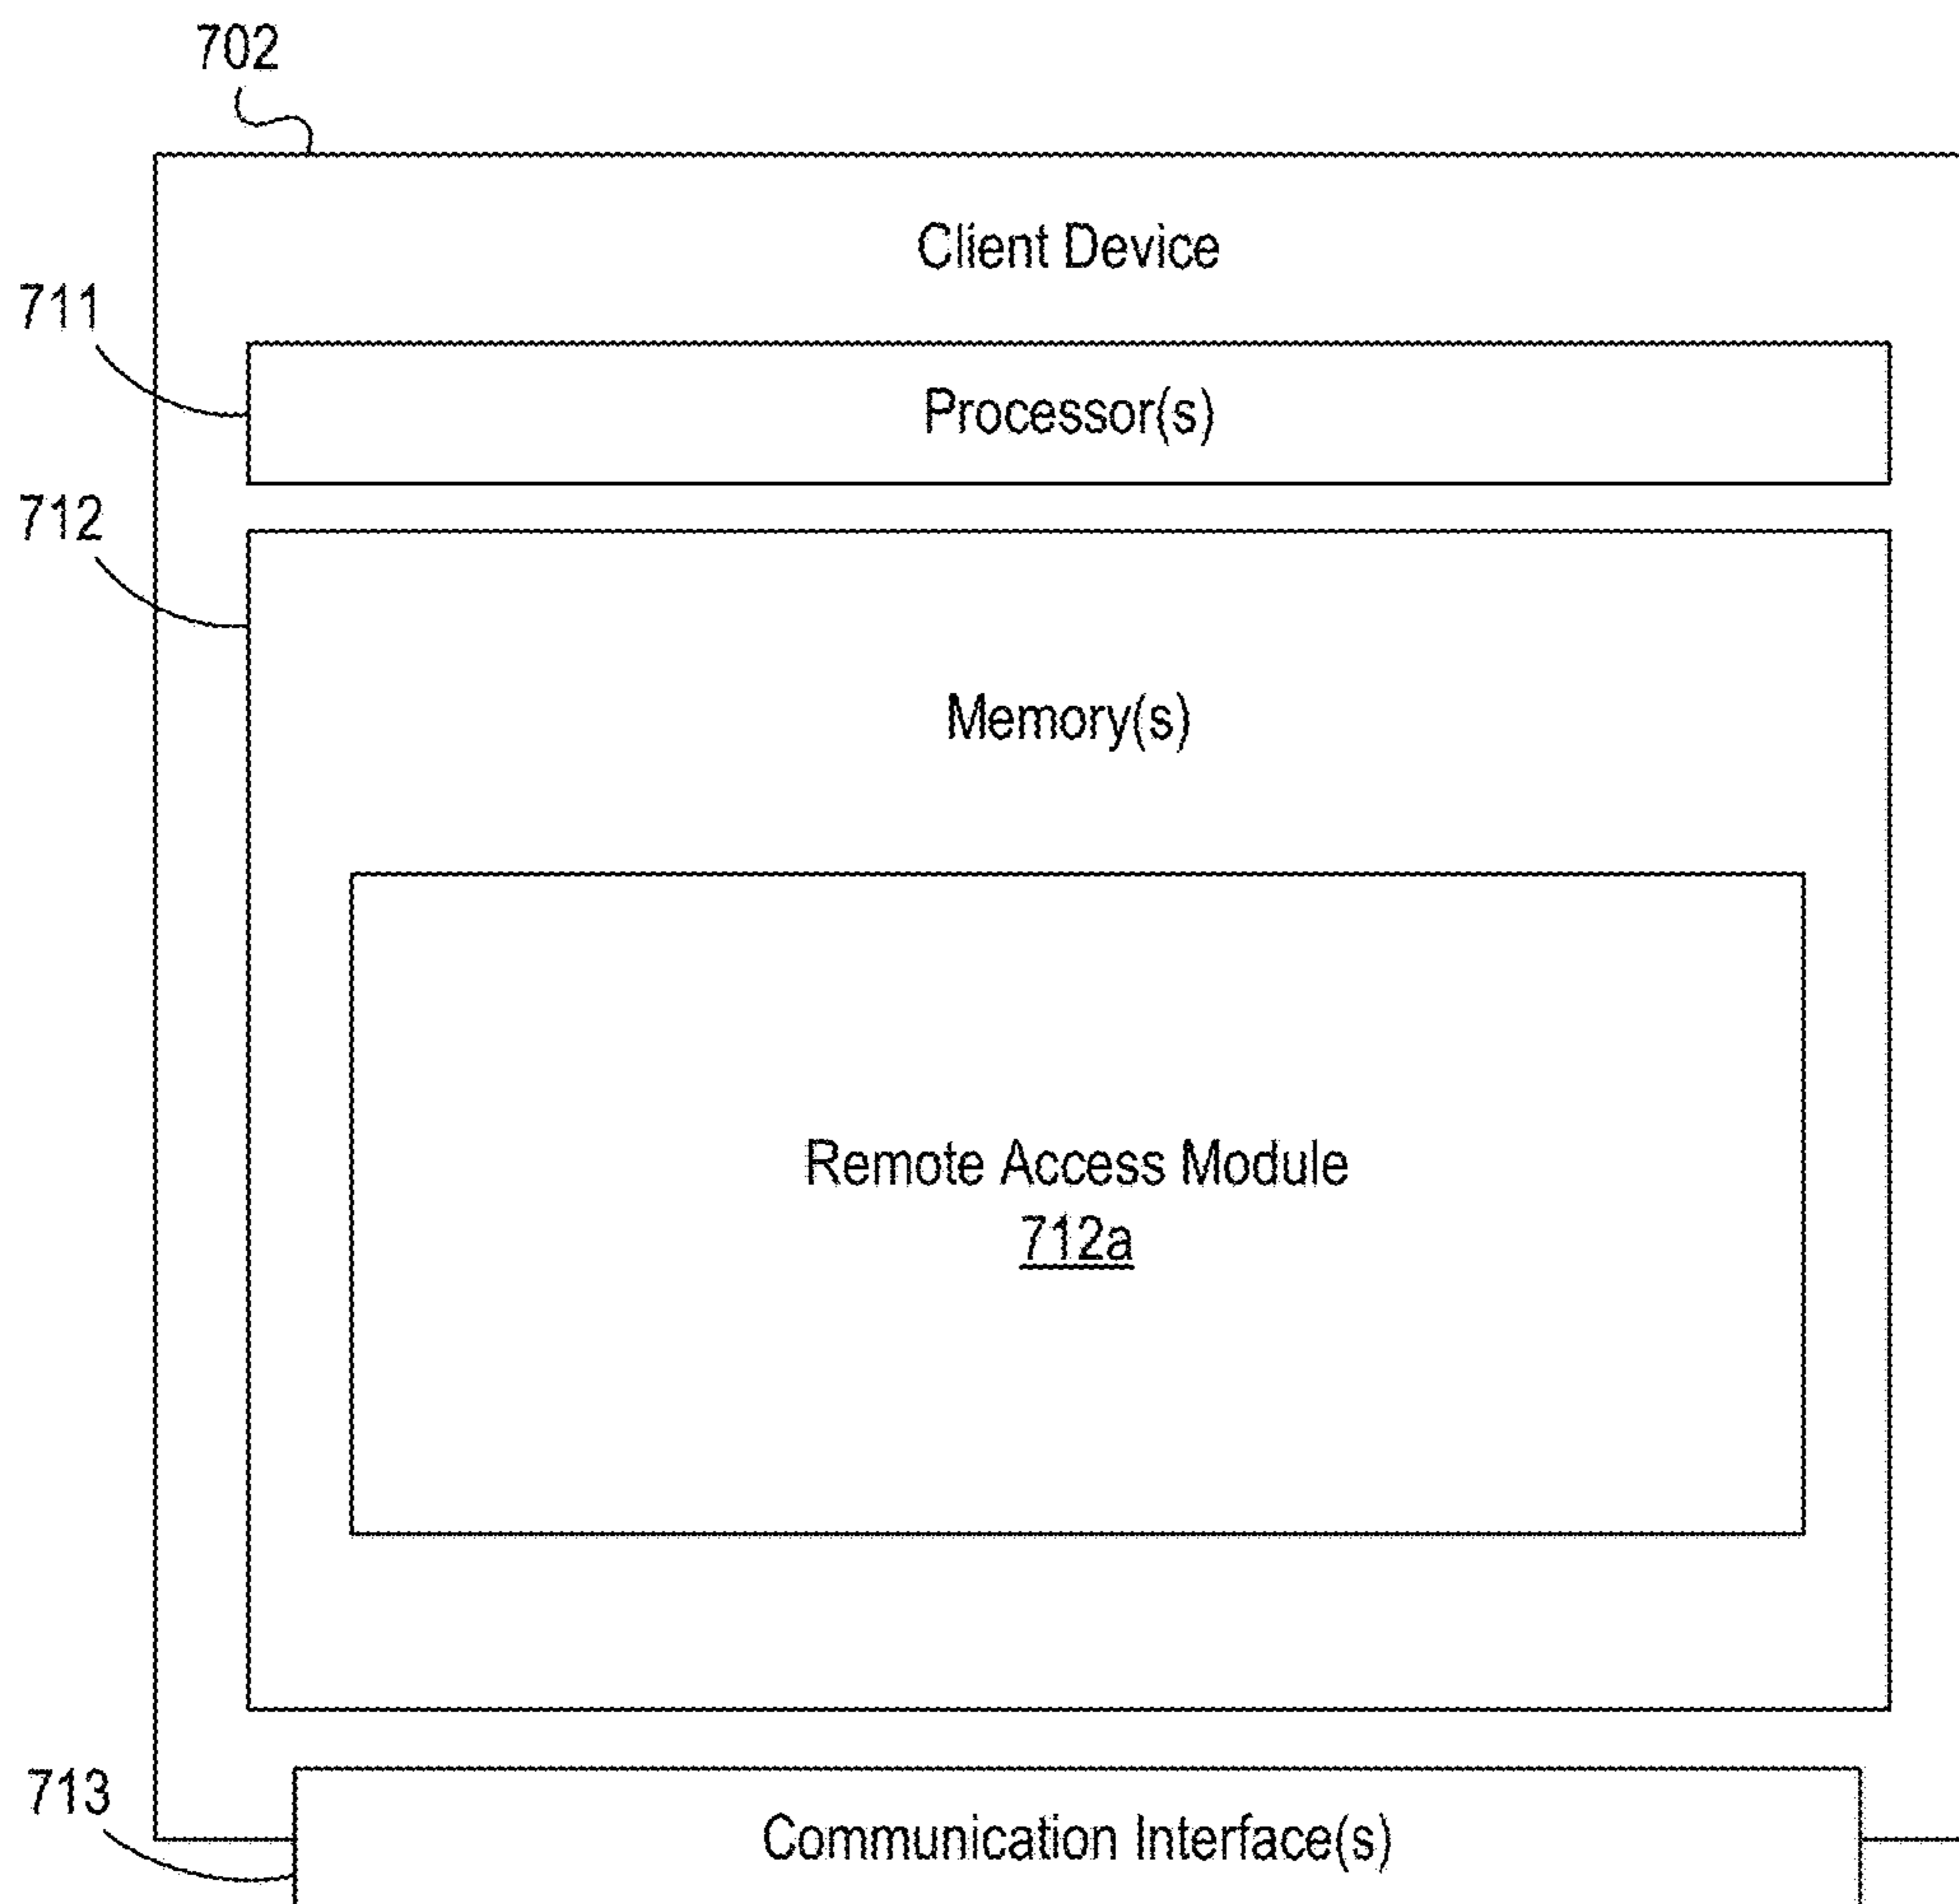 702
Client Device
711
Processor(s)
712
Memory(s)
Remote Access Module
712a
713
Communication Interface(s)